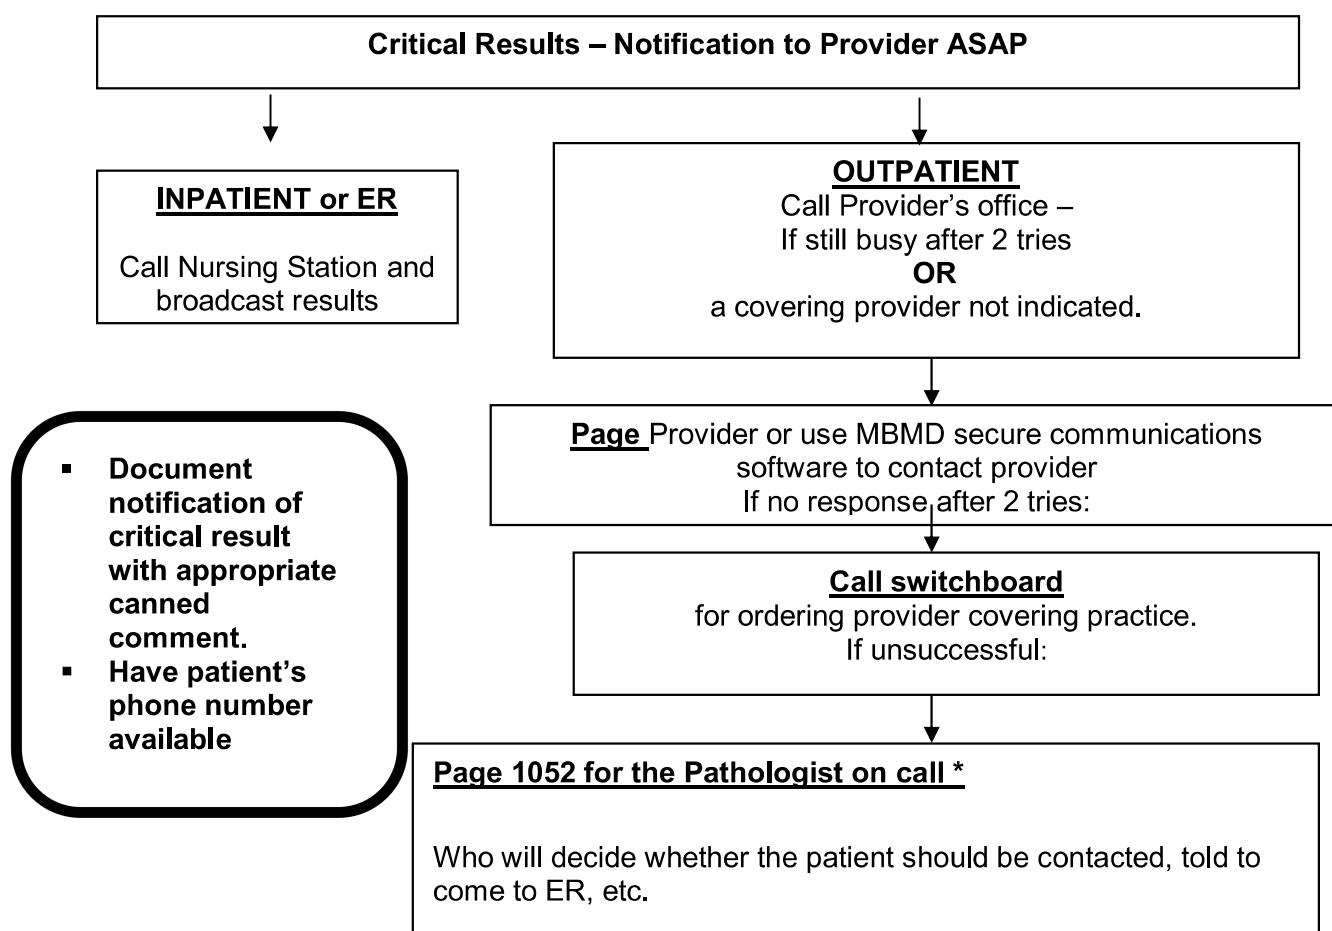 Critical Results – Notification to Provider ASAP
INPATIENT or ER
Call Nursing Station and
broadcast results
OUTPATIENT
Call Provider’s office –
If still busy after 2 tries
OR
a covering provider not indicated.
Page Provider or use MBMD secure communications
software to contact provider
If no response after 2 tries:
▪ Document
notification of
critical result
with appropriate
canned
comment.
▪ Have patient’s
phone number
available
Call switchboard
for ordering provider covering practice.
If unsuccessful:
Page 1052 for the Pathologist on call *
Who will decide whether the patient should be contacted, told to
come to ER, etc.